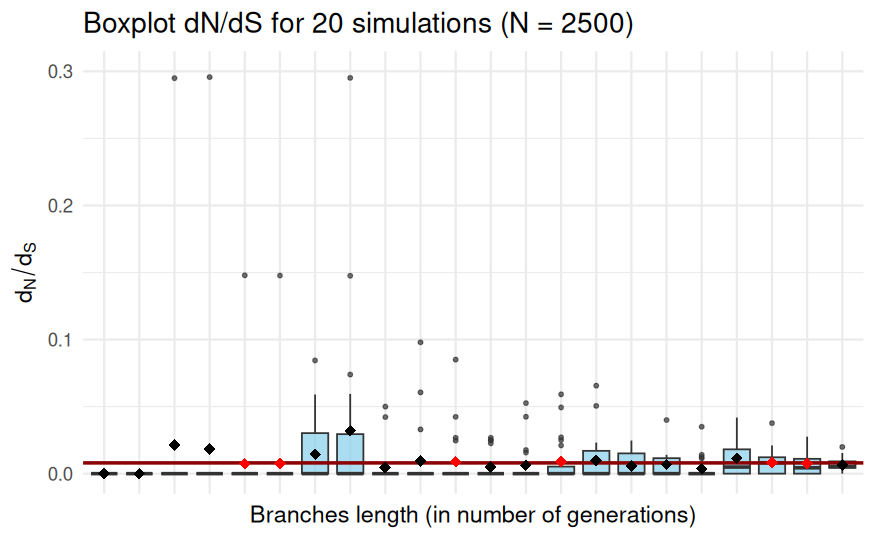 Boxplot dN/dS for 20 simulations (N = 2500)
0.3
0.2
0.1
0.0
dN/dS
Branches length (in number of generations)